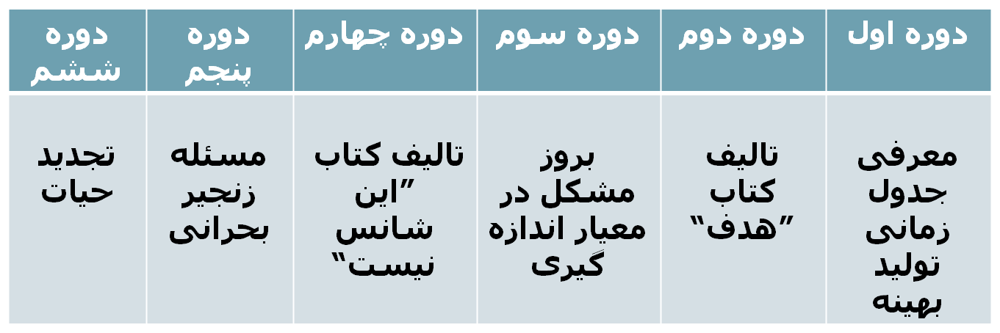 دوره اول
دوره دوم
دوره سوم
دوره چهارم
دوره
پنجم
دوره
ششم
معرفی
جدول
زمانی
تولید
بهینه
تالیف
کتاب
”هدف“
بروز
مشکل در
معیار اندازه
گیری
تالیف کتاب
”این
شانس
نیست“
مسئله
زنجیر
بحرانی
تجدید
حیات